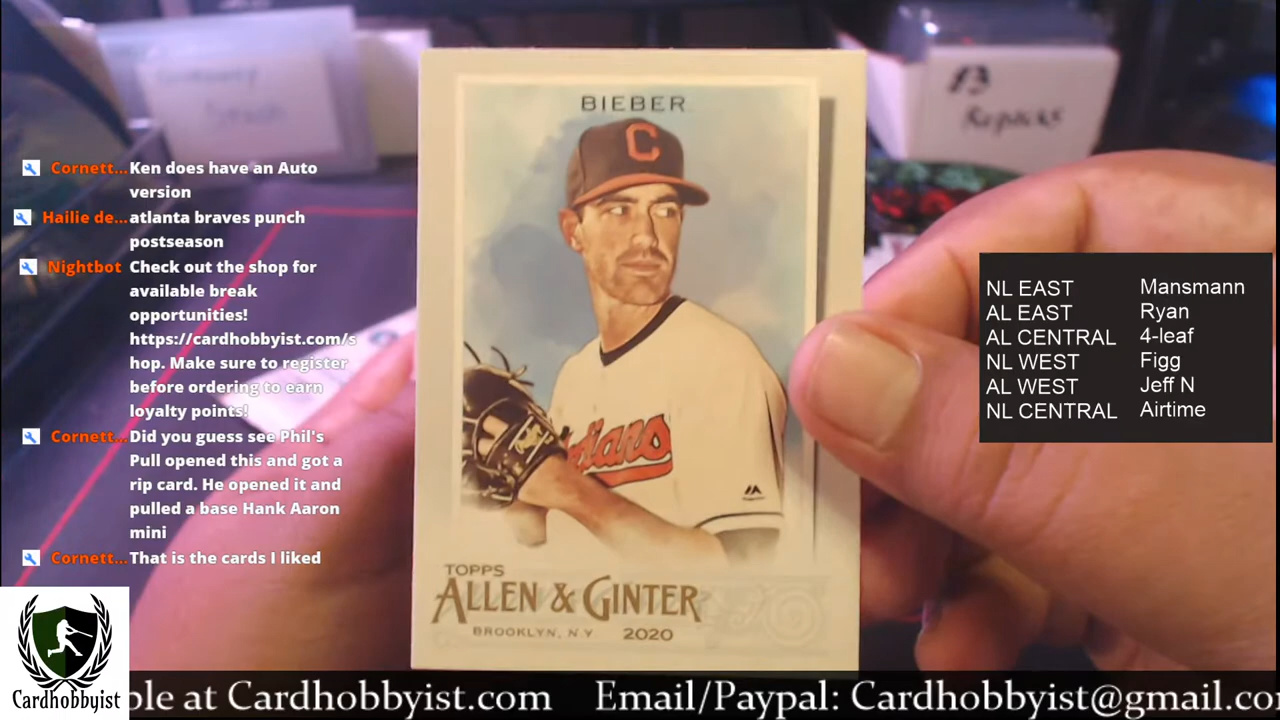 Cornett... Ken does have an Auto
version
Hailie de... atlanta braves punch
postseason
Nightbot Check out the shop for
available break
opportunities!
https://cardhobbyist.com/s
hop. Make sure to register
before ordering to earn
loyalty points!
Cornett... Did you guess see Phil's
Pull opened this and got a
rip card. He opened it and
pulled a base Hank Aaron
mini
Cornett... That is the cards I liked
Cardhobbyist
BIEBER
C
dians
TOPPS
ALLEN & GINTER
BROOKLYN, N.Y 2020
Repacks
NL EAST Mansmann
AL EAST Ryan
AL CENTRAL 4-leaf
NL WEST Figg
AL WEST Jeff N
NL CENTRAL Airtime
ble at Cardhobbyist.com Email/Paypal: Cardhobbyist@gmail.co